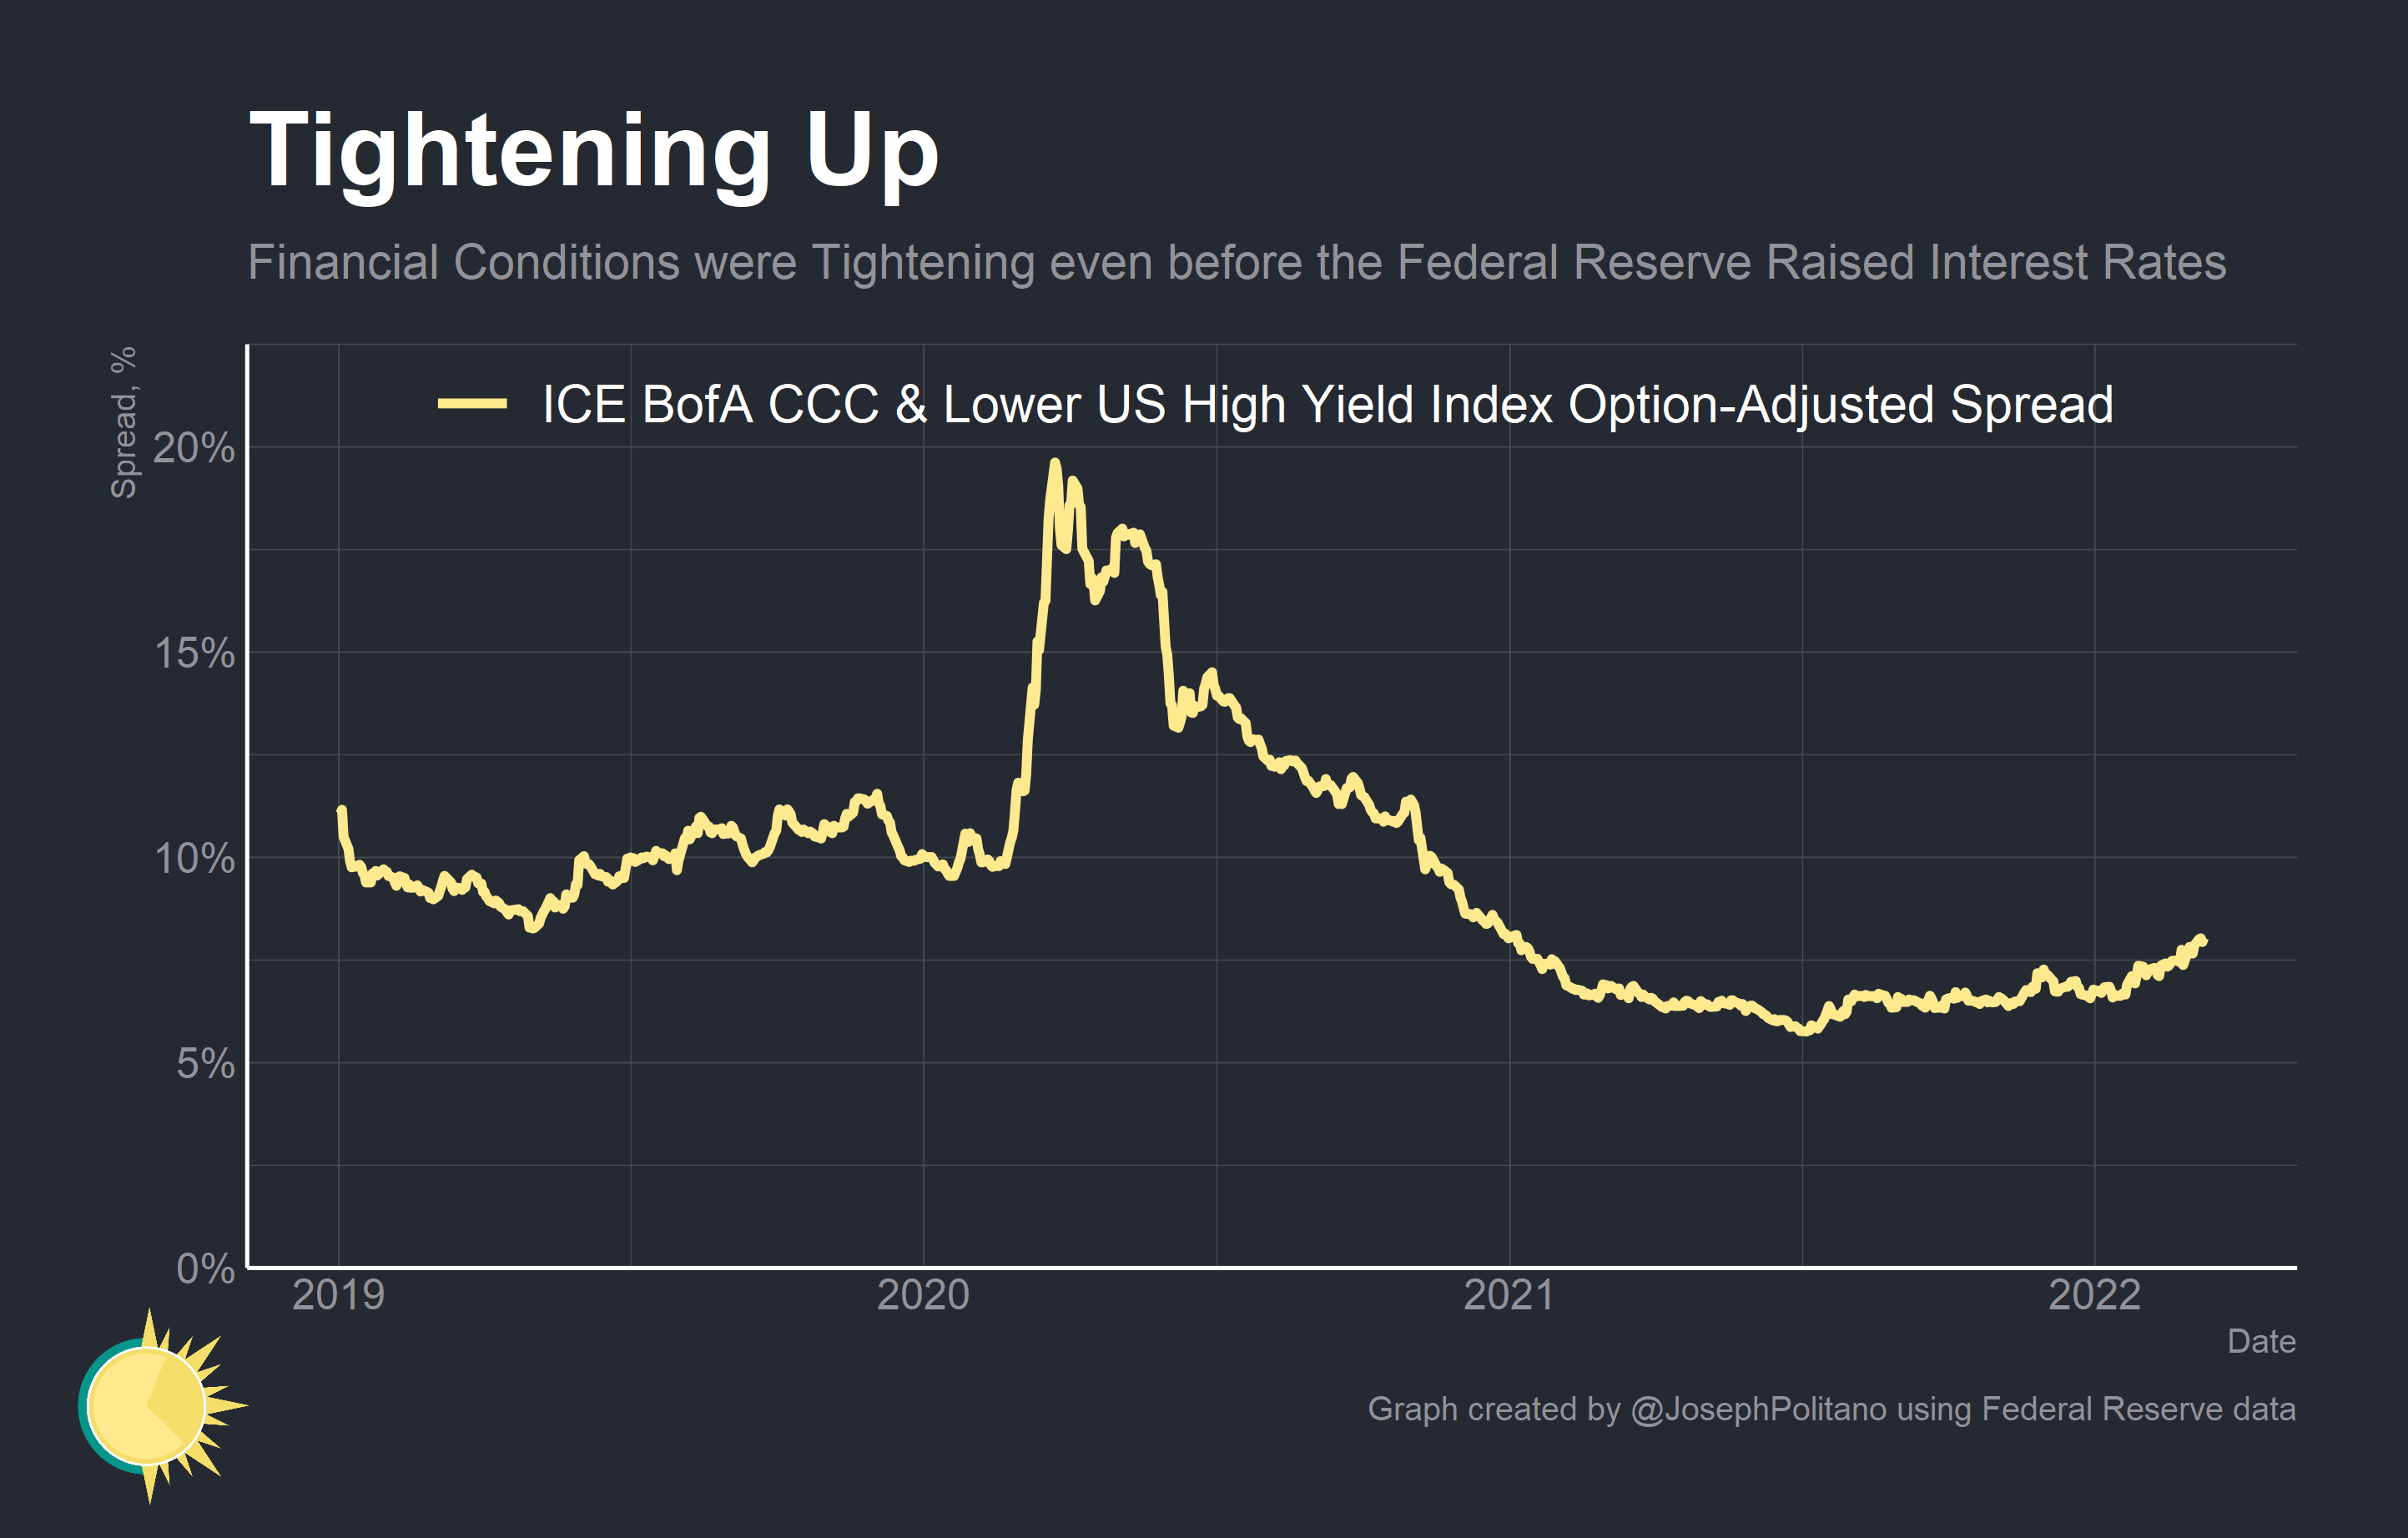 Tightening Up
Financial Conditions were Tightening even before the Federal Reserve Raised Interest Rates
Spread, %
ICE BofA CCC & Lower US High Yield Index Option-Adjusted Spread
20%
15%
10%
5%
0%
2019
2020
2021
2022
Date
Graph created by @JosephPolitano using Federal Reserve data